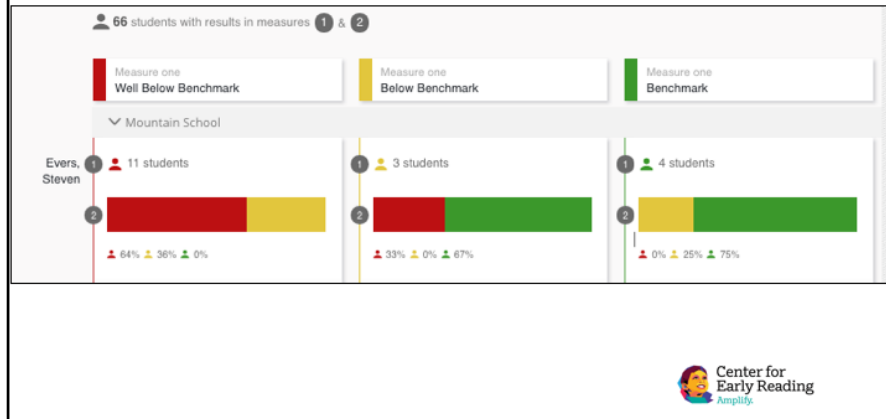 66 students with results in measures 1 & 2
Measure one
Well Below Benchmark
Measure one
Below Benchmark
Measure one
Benchmark
Mountain School
Evers,
Steven
1 11 students
2
64% 36% 0%
1 3 students
2
33% 0% 67%
1 4 students
2
0% 25% 75%
Center for
Early Reading
Amplify.